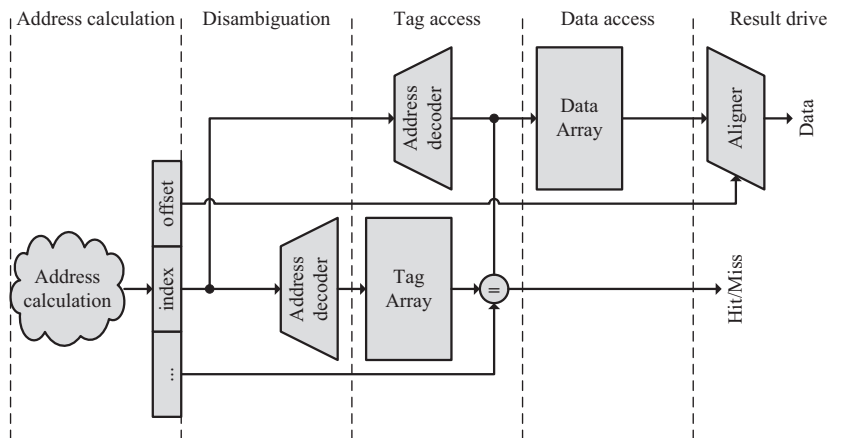 Address calculation
Disambiguation
Tag access
Data access
Result drive
Address
decoder
Data
Array
Aligner
Data
offset
Address
calculation
index
Address
decoder
Tag
Array
=
Hit/Miss
...